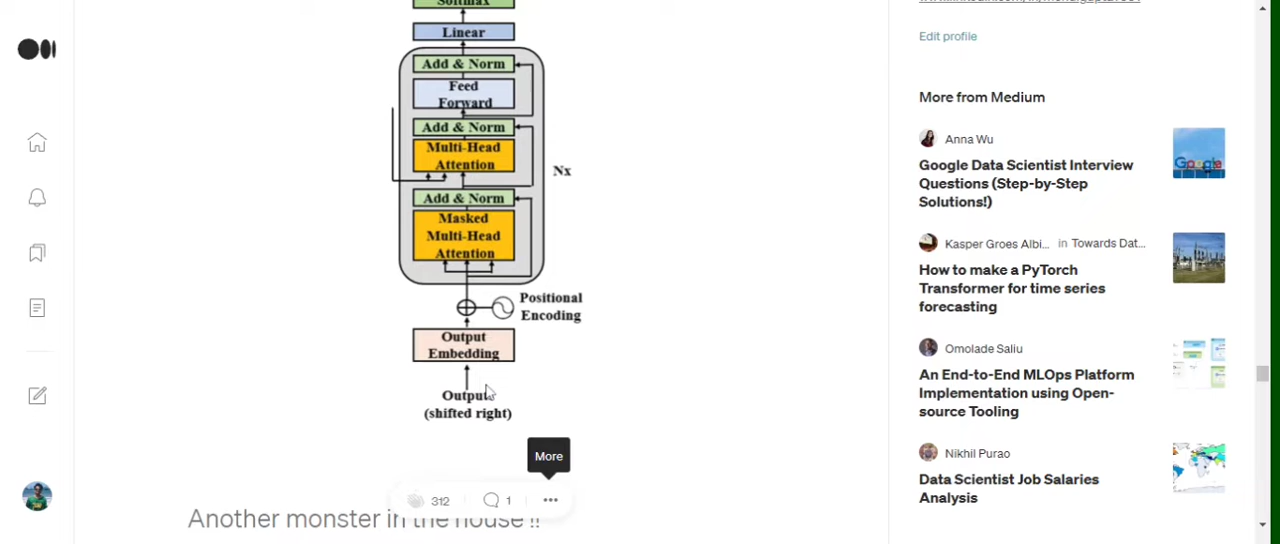 Softmax
Linear
Add & Norm
Feed
Forward
Add & Norm
Multi-Head
Attention
Nx
Add & Norm
Masked
Multi-Head
Attention
Positional
Encoding
Output
Embedding
Output
(shifted right)
More
312
1
Another monster in the house !!
Edit profile
More from Medium
Anna Wu
Google Data Scientist Interview
Questions (Step-by-Step
Solutions!)
Google
Kasper Groes Albi... in Towards Dat...
How to make a PyTorch
Transformer for time series
forecasting
Omolade Saliu
An End-to-End MLOps Platform
Implementation using Open-
source Tooling
Nikhil Purao
Data Scientist Job Salaries
Analysis